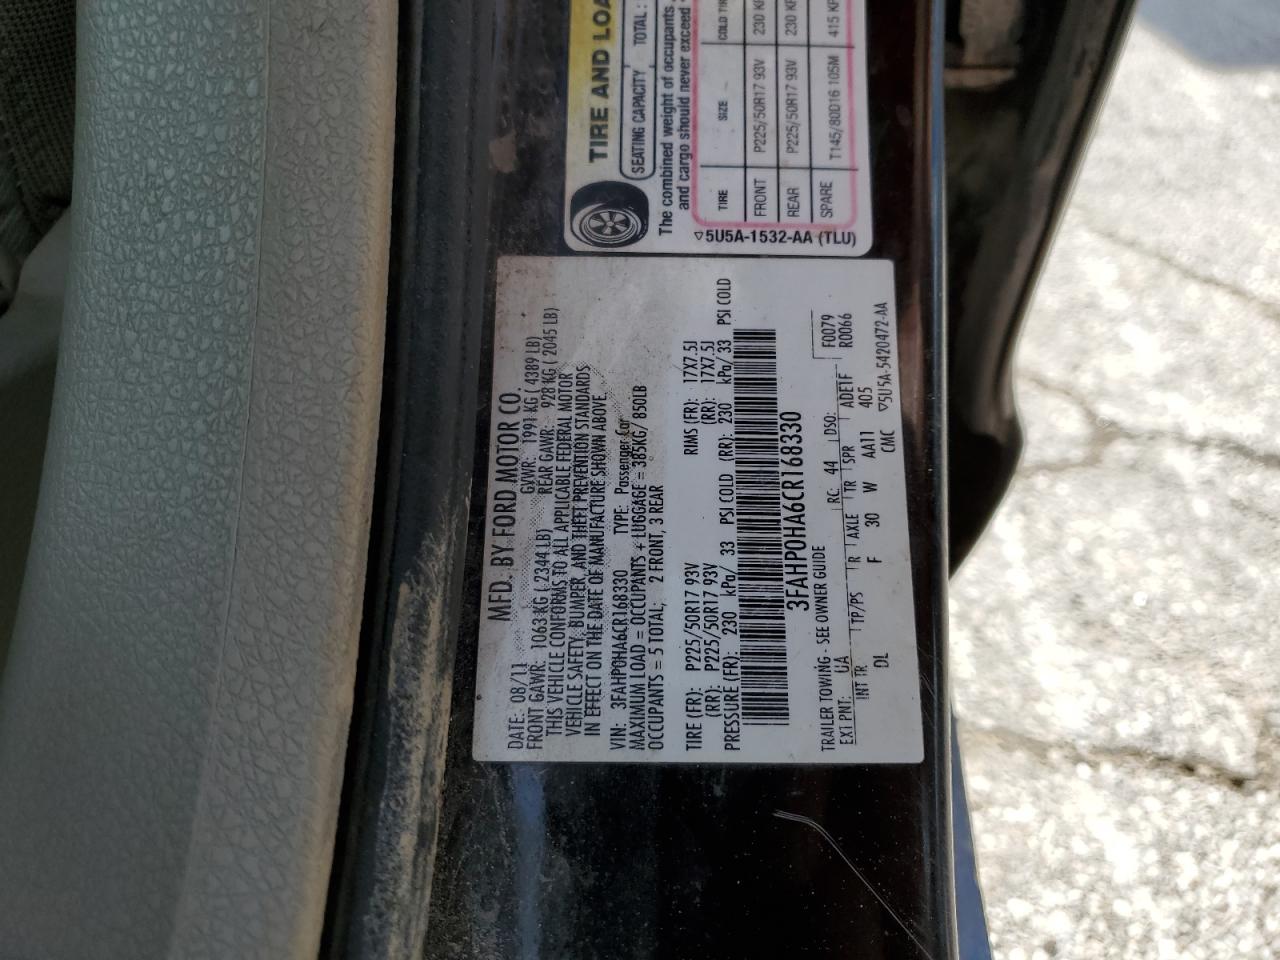 TIRE AND LOA
SEATING CAPACITY TOTAL:
The combined weight of occupants
and cargo should never exceed
TIRE SIZE COLD TIR
FRONT P225/50R17 93V 230 KP
REAR P225/50R17 93V 230 KP
SPARE T145/80D16 105M 415 KP
▽5U5A-1532-AA (TLU)
MFD. BY FORD MOTOR CO.
DATE: 08/11 GVWR: 1991 KG ( 4389 LB)
FRONT GAWR: 1063 KG ( 2344 LB) REAR GAWR: 928 KG ( 2045 LB)
THIS VEHICLE CONFORMS TO ALL APPLICABLE FEDERAL MOTOR
VEHICLE SAFETY, BUMPER, AND THEFT PREVENTION STANDARDS
IN EFFECT ON THE DATE OF MANUFACTURE SHOWN ABOVE.
VIN: 3FAHP0HA6CR168330 TYPE: Passenger Car
MAXIMUM LOAD = OCCUPANTS + LUGGAGE = 385KG/ 850LB
OCCUPANTS = 5 TOTAL; 2 FRONT, 3 REAR
TIRE (FR): P225/50R17 93V RIMS (FR): 17X7.5J
(RR): P225/50R17 93V (RR): 17X7.5J
PRESSURE (FR): 230 kPa/ 33 PSI COLD (RR): 230 kPa/ 33 PSI COLD
3FAHP0HA6CR168330
TRAILER TOWING - SEE OWNER GUIDE F0079
EXT PNT: UA RC: 44 DSO: R0066
INT TR TP/PS R AXLE TR SPR ADE1F
DL F 30 W AA11 405
CMC ▽5U5A-5420472-AA